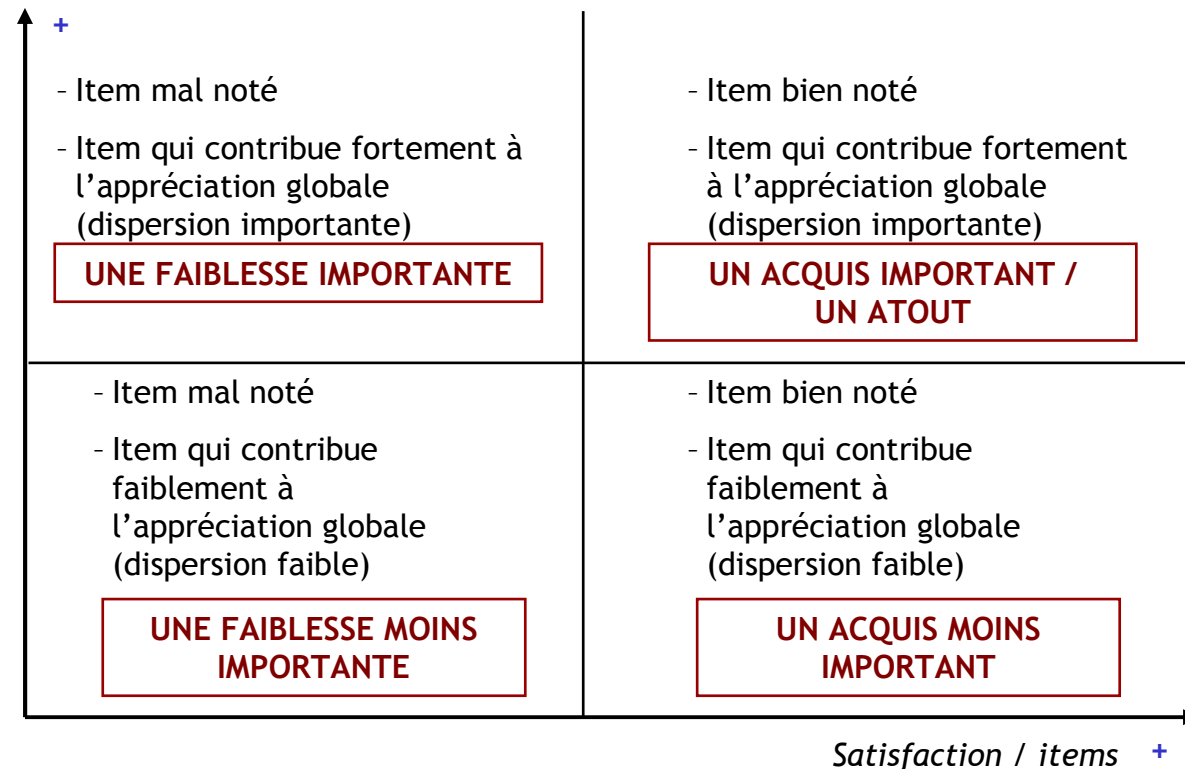 +
- Item mal noté
- Item qui contribue fortement à
l’appréciation globale
(dispersion importante)
UNE FAIBLESSE IMPORTANTE
- Item bien noté
- Item qui contribue fortement
à l’appréciation globale
(dispersion importante)
UN ACQUIS IMPORTANT /
UN ATOUT
- Item mal noté
- Item qui contribue
faiblement à
l’appréciation globale
(dispersion faible)
UNE FAIBLESSE MOINS
IMPORTANTE
- Item bien noté
- Item qui contribue
faiblement à
l’appréciation globale
(dispersion faible)
UN ACQUIS MOINS
IMPORTANT
Satisfaction / items +